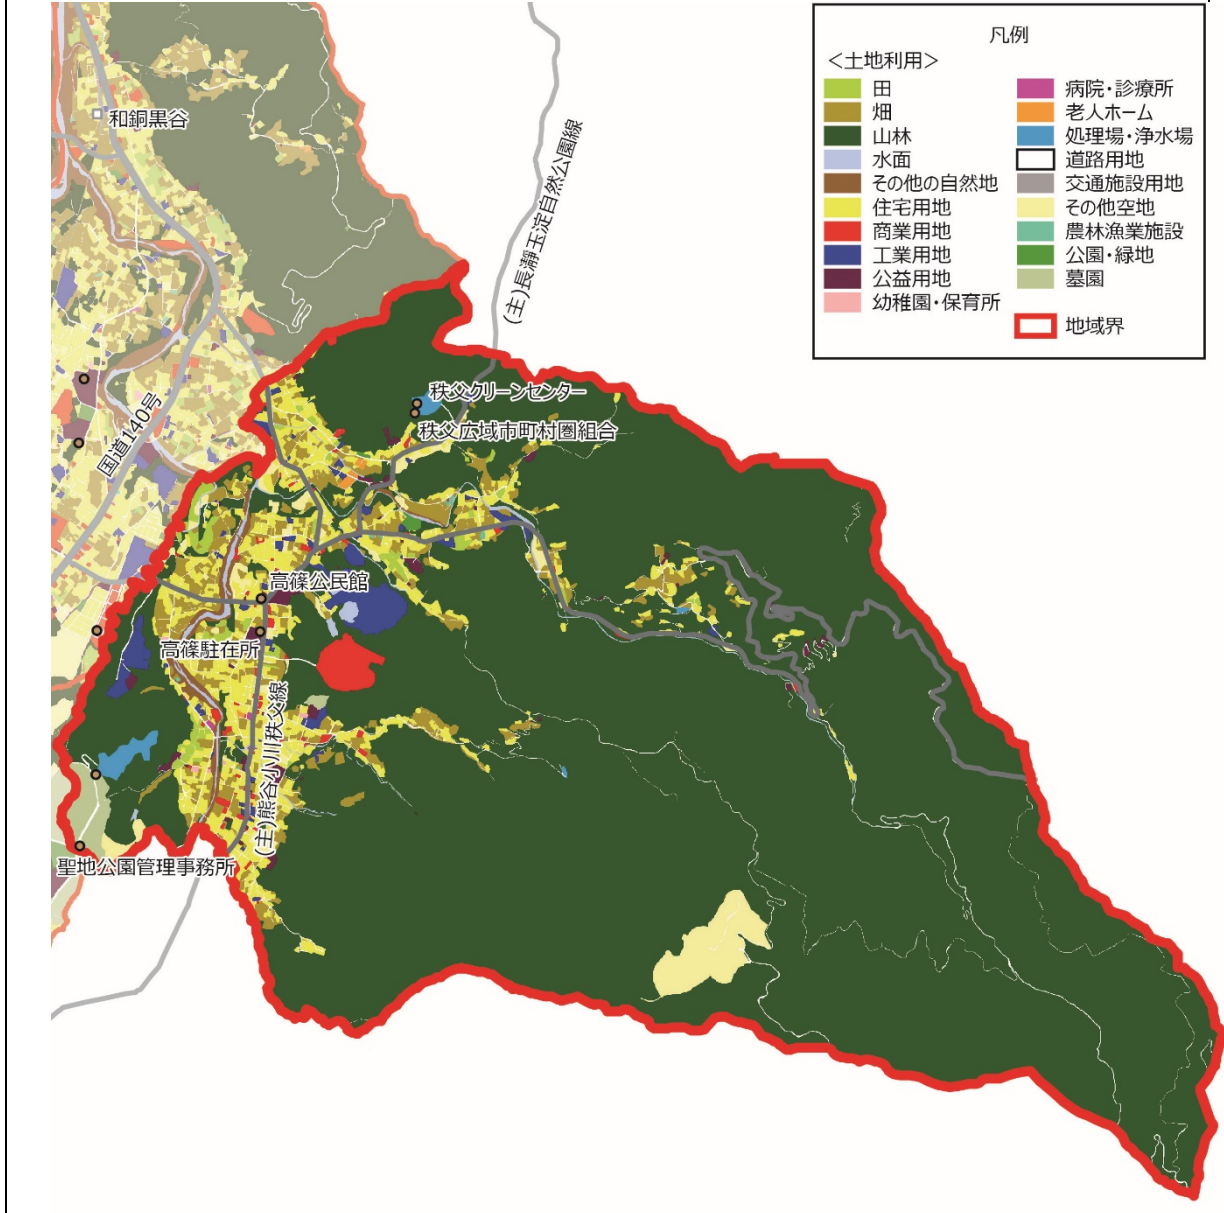 凡例
<土地利用>
田
畑
山林
水面
その他の自然地
住宅用地
商業用地
工業用地
公益用地
幼稚園・保育所
病院・診療所
老人ホーム
処理場・浄水場
道路用地
交通施設用地
その他空地
農林漁業施設
公園・緑地
墓園
地域界
和銅黒谷
(主)長瀞玉淀自然公園線
国道140号
秩父クリーンセンター
秩父広域市町村圏組合
高篠公民館
高篠駐在所
(主)熊谷小川秩父線
聖地公園管理事務所